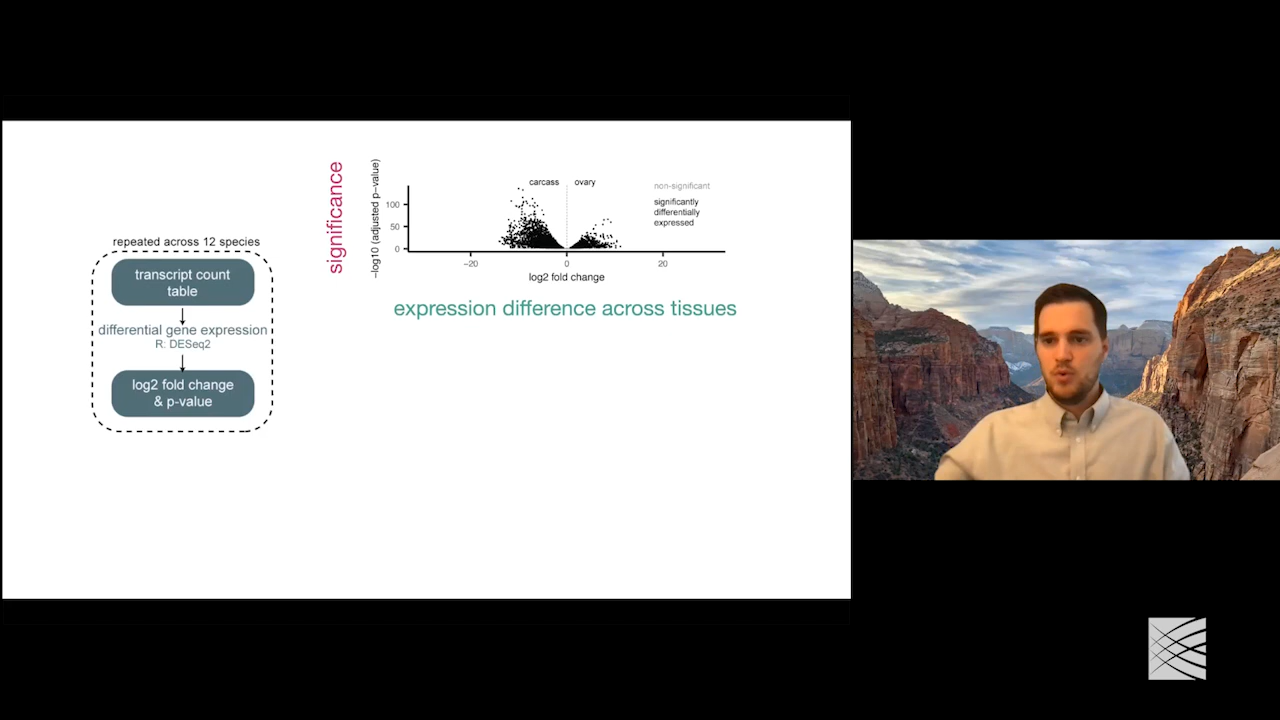 repeated across 12 species
transcript count
table
differential gene expression
R: DESeq2
log2 fold change
& p-value
significance
−log10 (adjusted p−value)
100
50
0
carcass
ovary
non-significant
significantly
differentially
expressed
−20
0
20
log2 fold change
expression difference across tissues